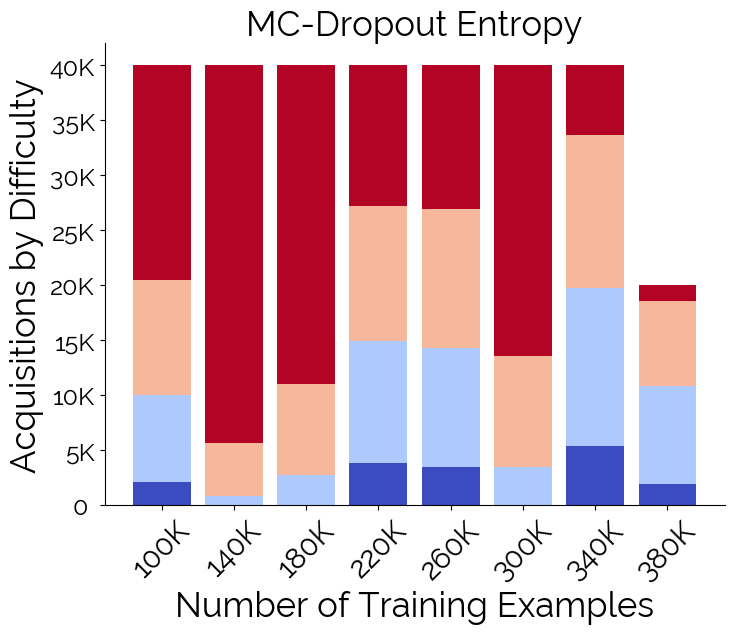 MC-Dropout Entropy
Acquisitions by Difficulty
40K
35K
30K
25K
20K
15K
10K
5K
0
100K
140K
180K
220K
260K
300K
340K
380K
Number of Training Examples